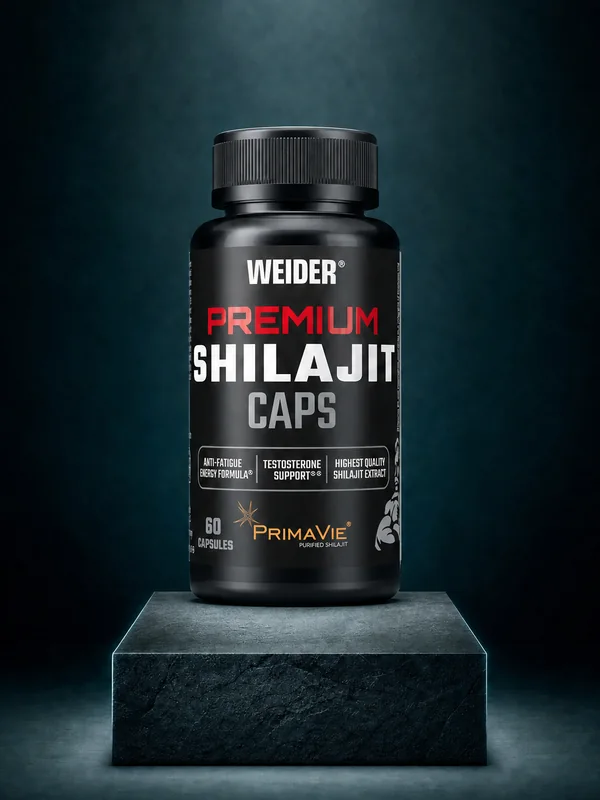 WEIDER®
PREMIUM
SHILAJIT
CAPS
ANTI-FATIGUE
ENERGY FORMULA®
TESTOSTERONE
SUPPORT®®
HIGHEST QUALITY
SHILAJIT EXTRACT
60
CAPSULES
PRIMAVIE®
PURIFIED SHILAJIT